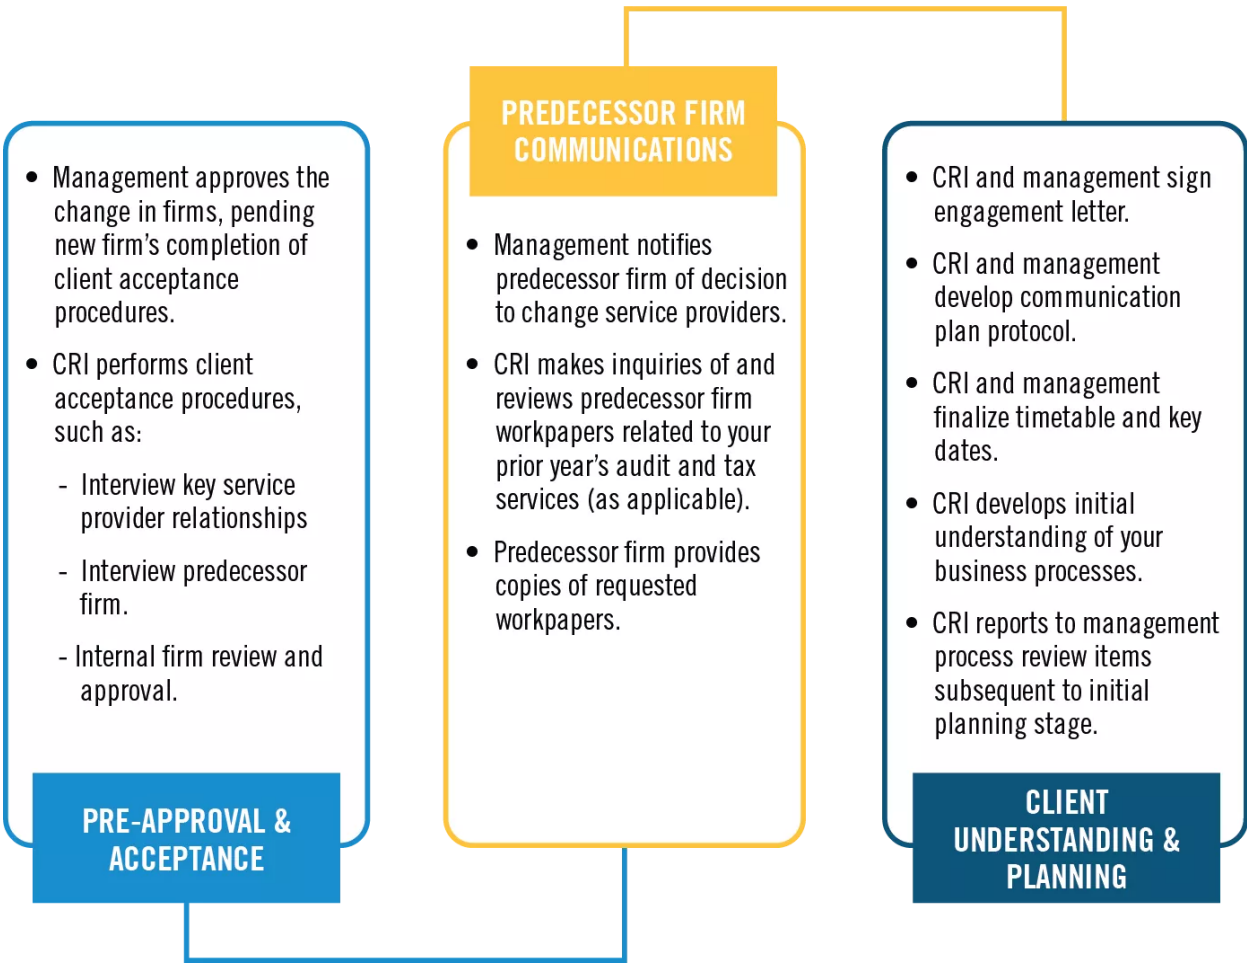 • Management approves the
change in firms, pending
new firm’s completion of
client acceptance
procedures.
• CRI performs client
acceptance procedures,
such as:
- Interview key service
provider relationships
- Interview predecessor
firm.
- Internal firm review and
approval.
PRE-APPROVAL &
ACCEPTANCE
PREDECESSOR FIRM
COMMUNICATIONS
• Management notifies
predecessor firm of decision
to change service providers.
• CRI makes inquiries of and
reviews predecessor firm
workpapers related to your
prior year’s audit and tax
services (as applicable).
• Predecessor firm provides
copies of requested
workpapers.
• CRI and management sign
engagement letter.
• CRI and management
develop communication
plan protocol.
• CRI and management
finalize timetable and key
dates.
• CRI develops initial
understanding of your
business processes.
• CRI reports to management
process review items
subsequent to initial
planning stage.
CLIENT
UNDERSTANDING &
PLANNING